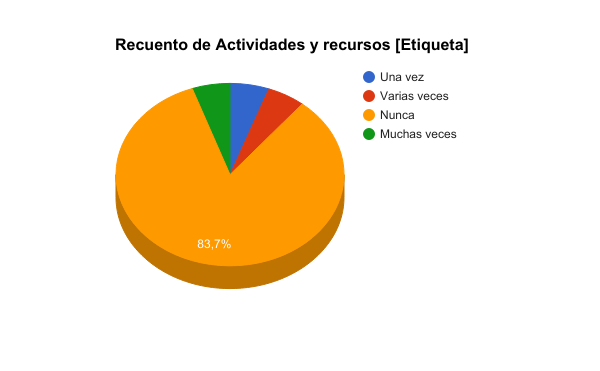 Recuento de Actividades y recursos [Etiqueta]
Una vez
Varias veces
Nunca
Muchas veces
83,7%